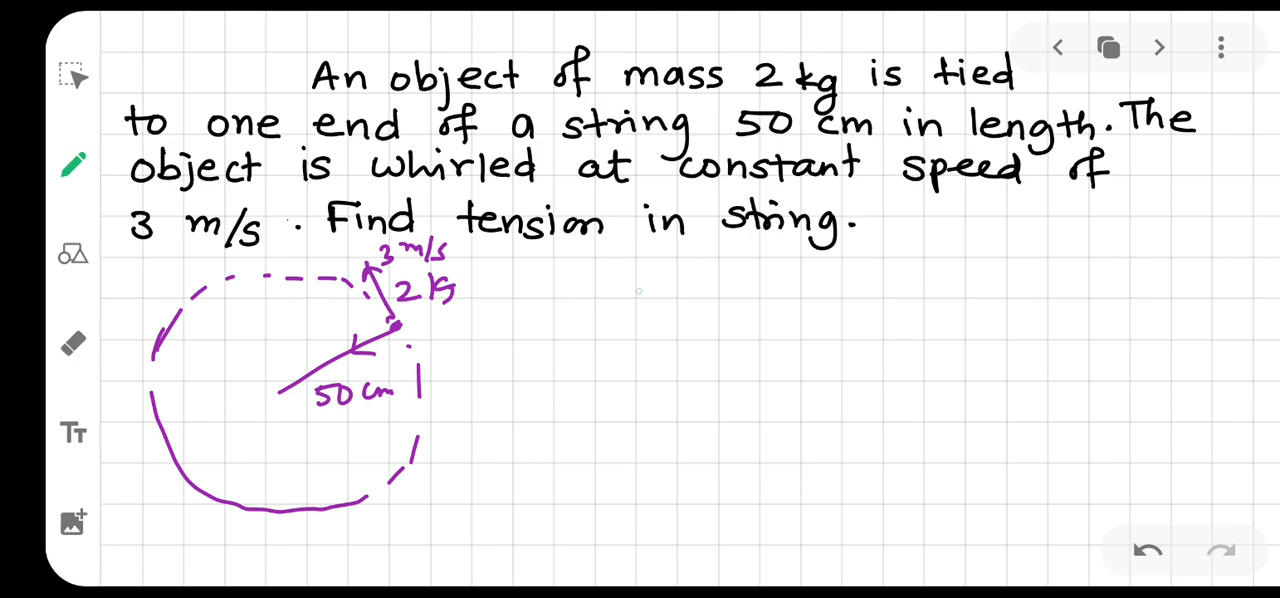 An object of mass 2 kg is tied
to one end of a string 50 cm in length. The
object is whirled at constant speed of
3 m/s. Find tension in string.
3 m/s
2 kg
50 cm
TT